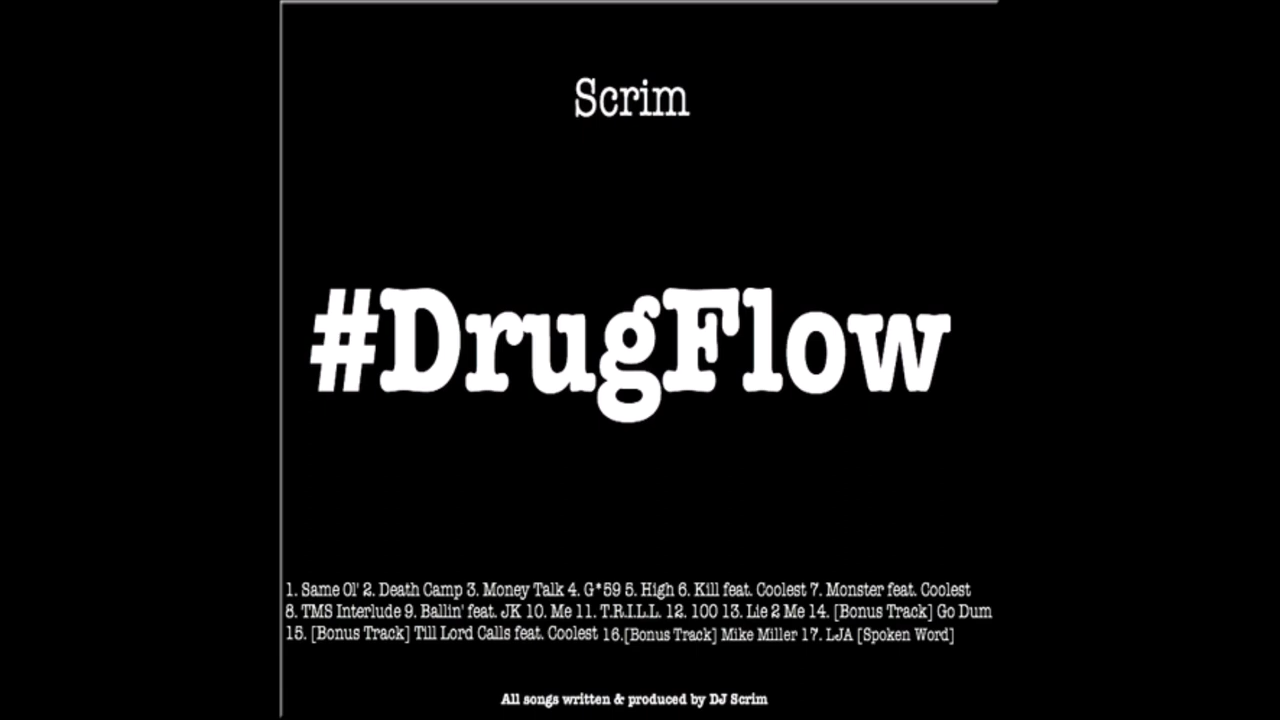 Scrim
#DrugFlow
1. Same Ol' 2. Death Camp 3. Money Talk 4. G*59 5. High 6. Kill feat. Coolest 7. Monster feat. Coolest
8. TMS Interlude 9. Ballin' feat. JK 10. Me 11. T.R.I.L.L. 12. 100 13. Lie 2 Me 14. [Bonus Track] Go Dum
15. [Bonus Track] Till Lord Calls feat. Coolest 16.[Bonus Track] Mike Miller 17. LJA [Spoken Word]
All songs written & produced by DJ Scrim